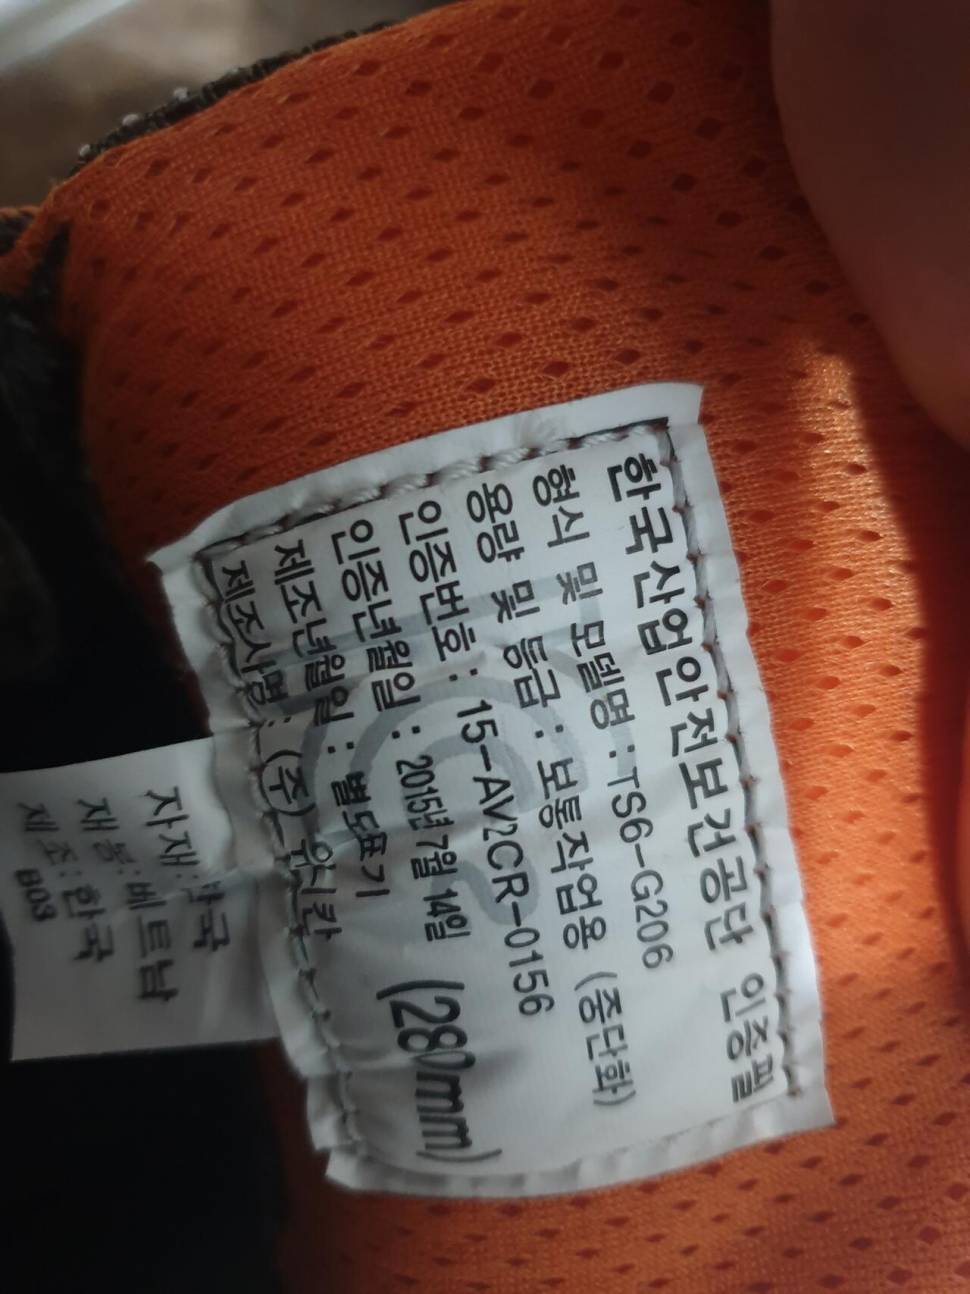 한국산업안전보건공단 인증필
형식 및 모델명 : TS6-G206
용량 및 등급 : 보통작업용 (중단화)
인증번호 : 15-AV2CR-0156
인증년월일 : 2015년 7월 14일
제조년월일 : 별도표기
제조사명 : (주)
(280mm)
자재: 한국
재봉: 베트남
제조: 한국
B03